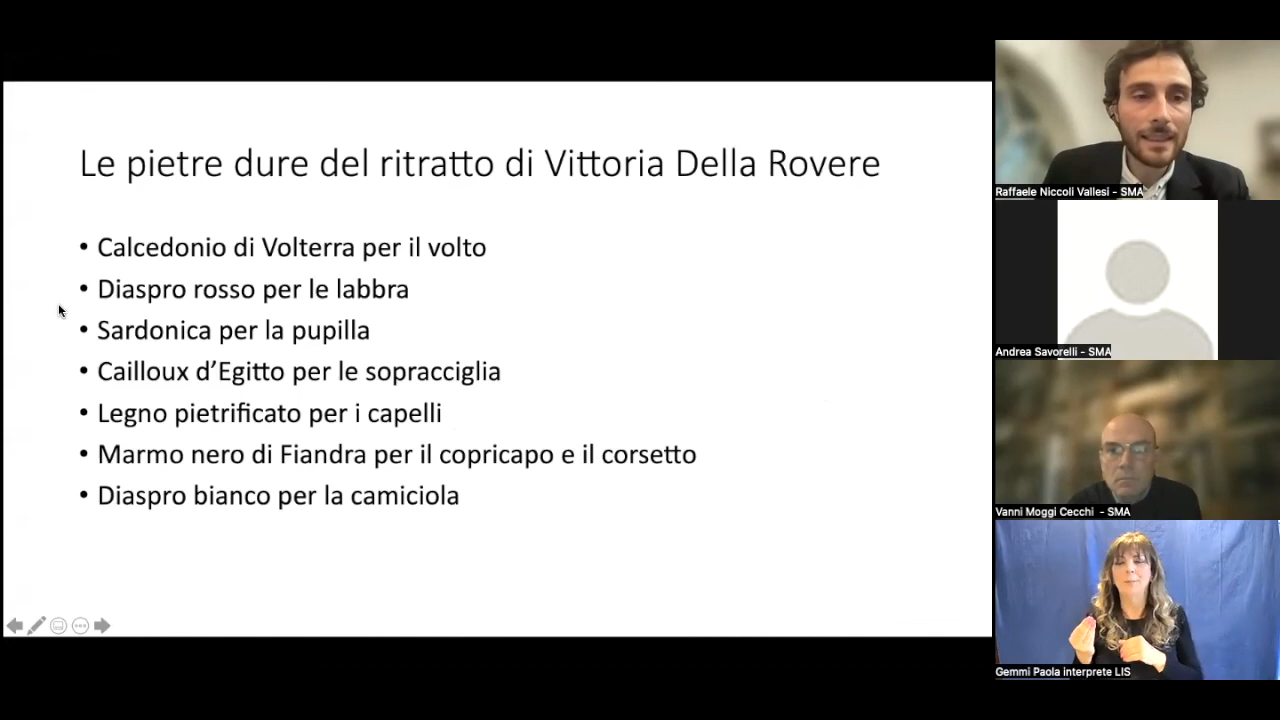 Le pietre dure del ritratto di Vittoria Della Rovere
• Calcedonio di Volterra per il volto
• Diaspro rosso per le labbra
• Sardonica per la pupilla
• Cailloux d’Egitto per le sopracciglia
• Legno pietrificato per i capelli
• Marmo nero di Fiandra per il copricapo e il corsetto
• Diaspro bianco per la camiciola
Raffaele Niccoli Vallesi - SMA
Andrea Savorelli - SMA
Vanni Moggi Cecchi - SMA
Gemmi Paola interprete LIS